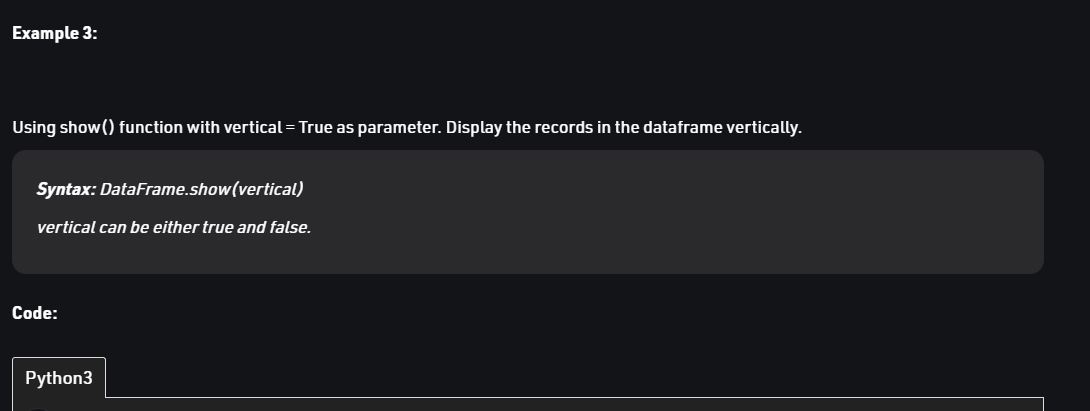 Example 3:
Using show() function with vertical = True as parameter. Display the records in the dataframe vertically.
Syntax: DataFrame.show(vertical)
vertical can be either true and false.
Code:
Python3